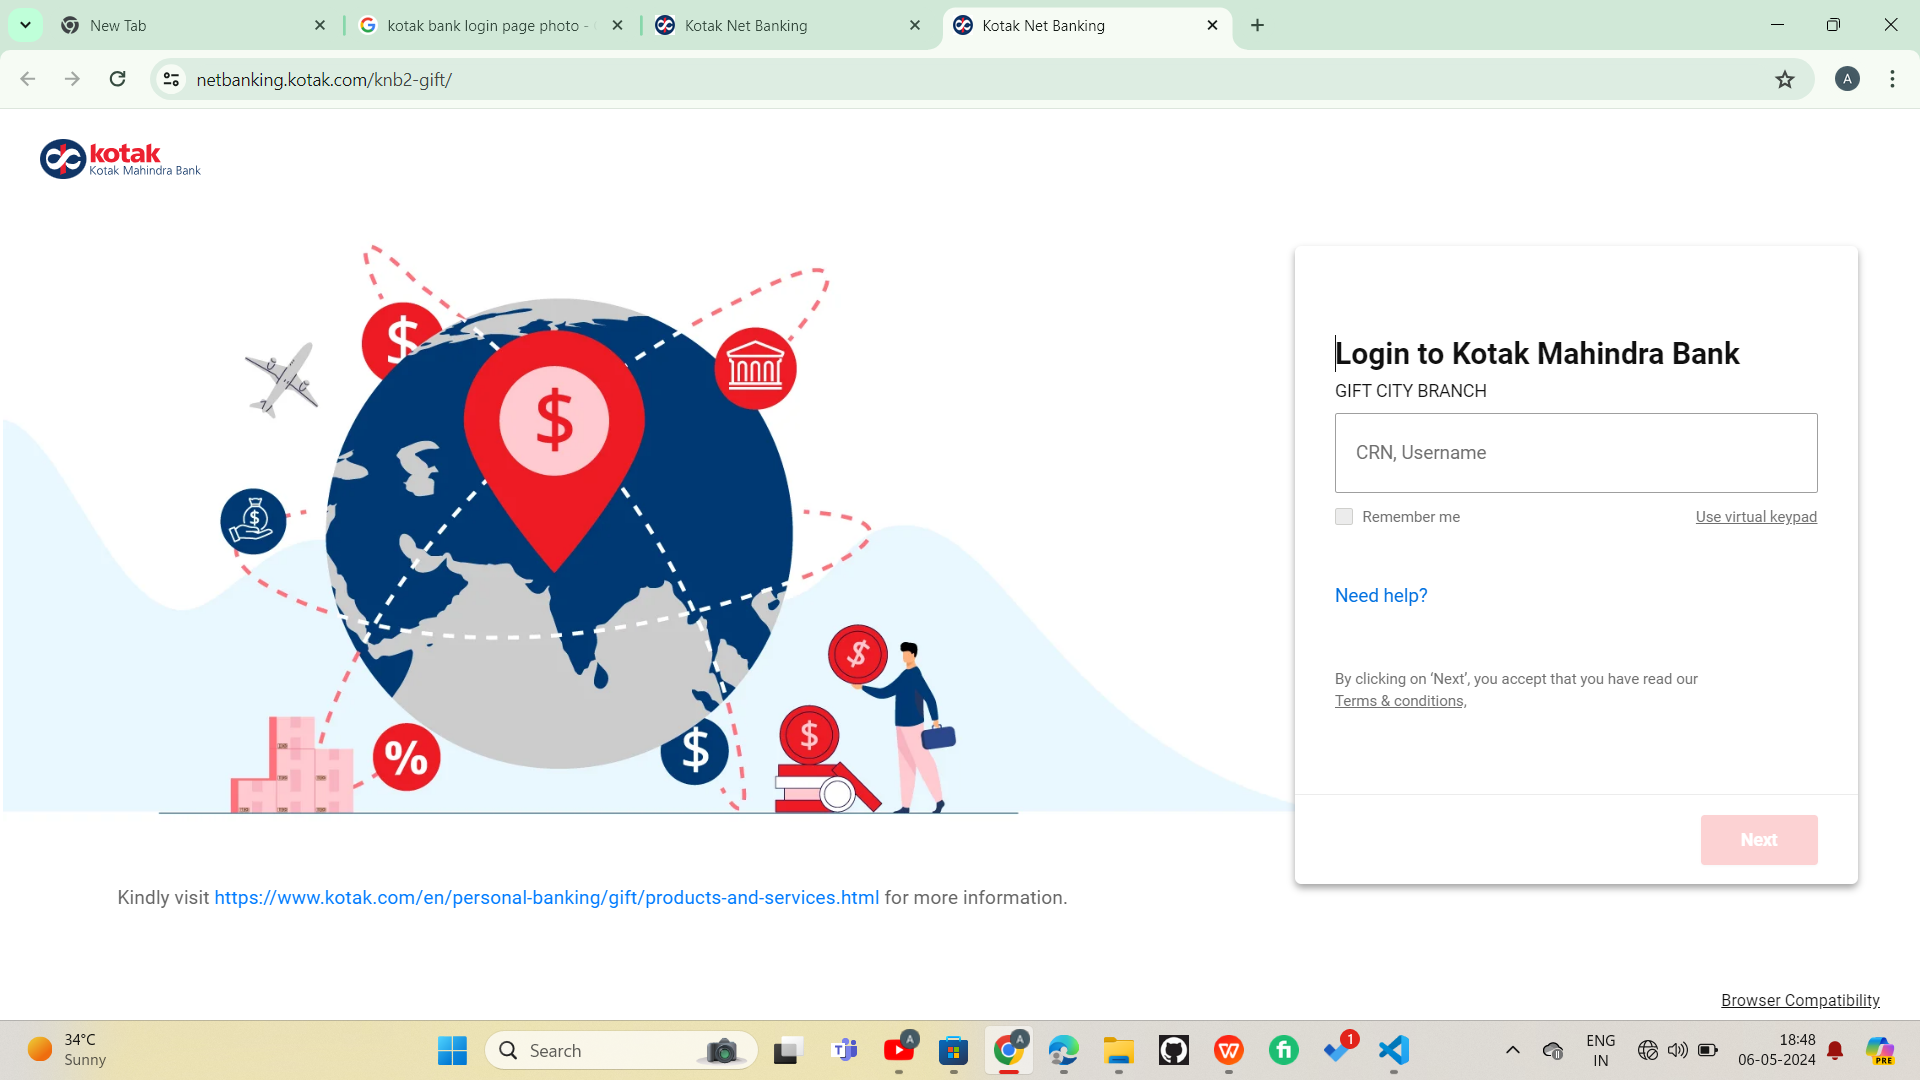 New Tab
kotak bank login page photo -
Kotak Net Banking
Kotak Net Banking
netbanking.kotak.com/knb2-gift/
A
kotak
Kotak Mahindra Bank
$
$
$
%
$
$
$
Login to Kotak Mahindra Bank
GIFT CITY BRANCH
CRN, Username
Remember me
Use virtual keypad
Need help?
By clicking on ‘Next’, you accept that you have read our
Terms & conditions,
Next
Kindly visit https://www.kotak.com/en/personal-banking/gift/products-and-services.html for more information.
Browser Compatibility
34°C
Sunny
Search
A
A
1
ENG
IN
18:48
06-05-2024
PRE